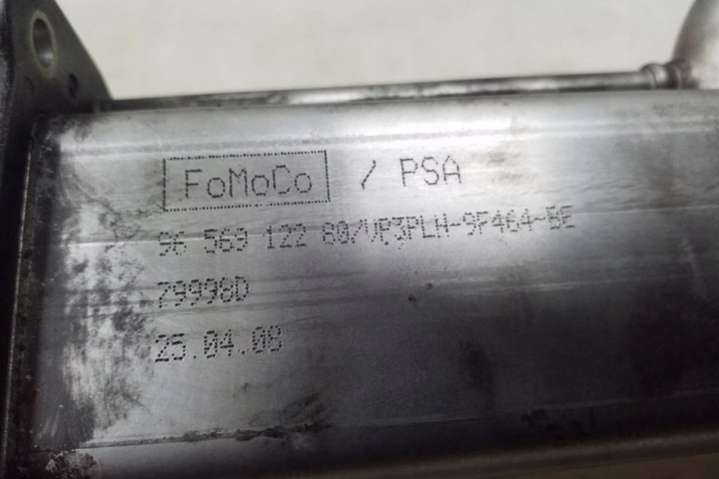 FoMoCo / PSA
96 569 122 80/VP3PLH-9F464-BE
79998D
25.04.08